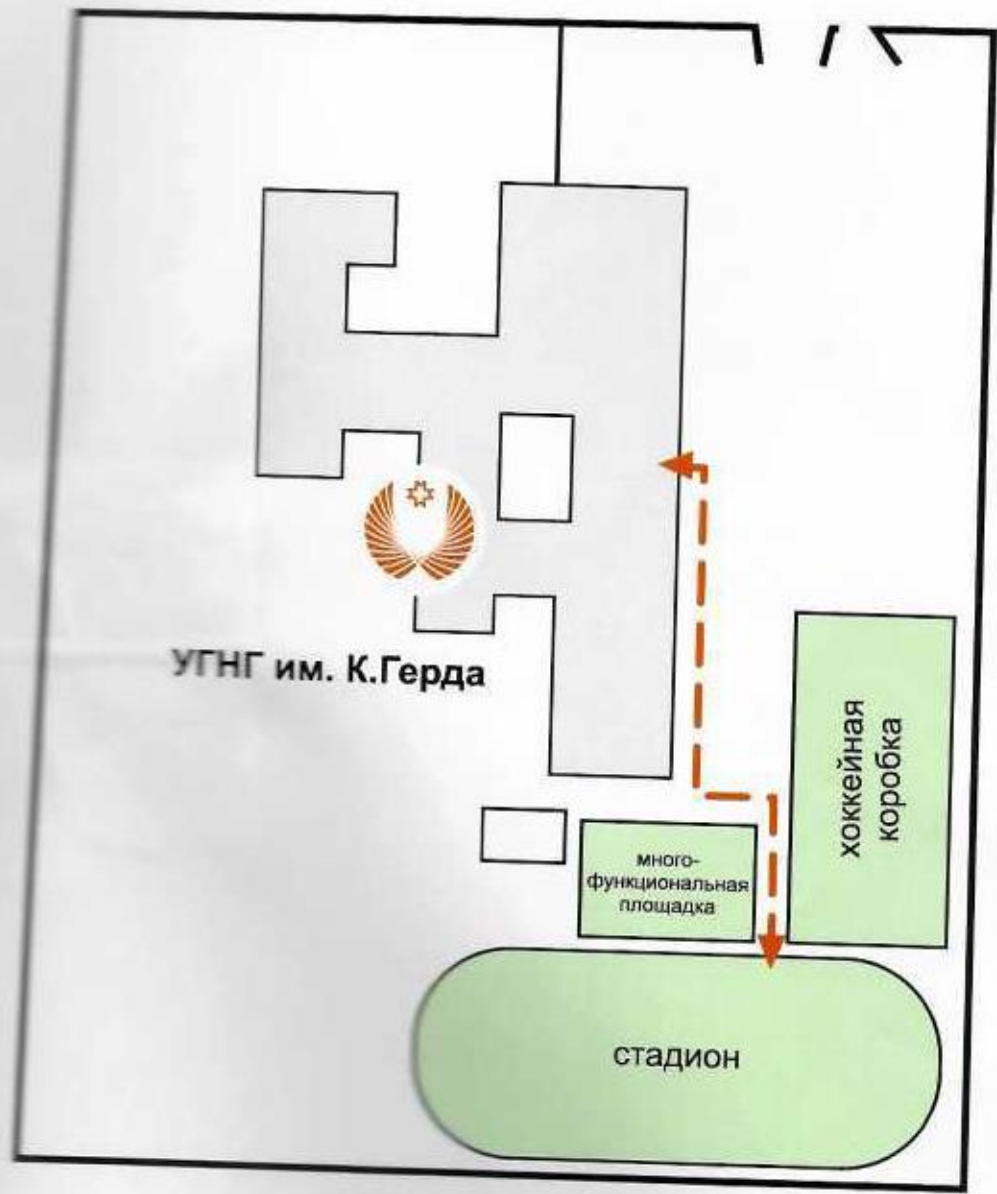 УГНГ им. К.Герда
хоккейная
коробка
много-
функциональная
площадка
стадион